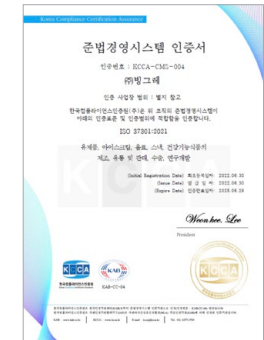 Korea Compliance Certification Assurance
준법경영시스템 인증서
인증번호 : KCCA-CMS-004
㈜빙그레
인증 사업장 범위 : 별지 참고
한국컴플라이언스인증원(주)은 위 조직의 준법경영시스템이
아래의 인증표준 및 인증범위에 적합함을 인증합니다.
ISO 37301:2021
유제품, 아이스크림, 음료, 스낵, 건강기능식품의
제조, 유통 및 판매, 수출, 연구개발
(Initial Registration Date) 최초등록일자: 2022.06.30
(Issue Date) 발 급 일 자: 2022.06.30
(Expire Date) 인증만료일자: 2025.06.29
Wonkee. Lee
President
KCCA
한국컴플라이언스인증원
KAB
KAB-CC-04